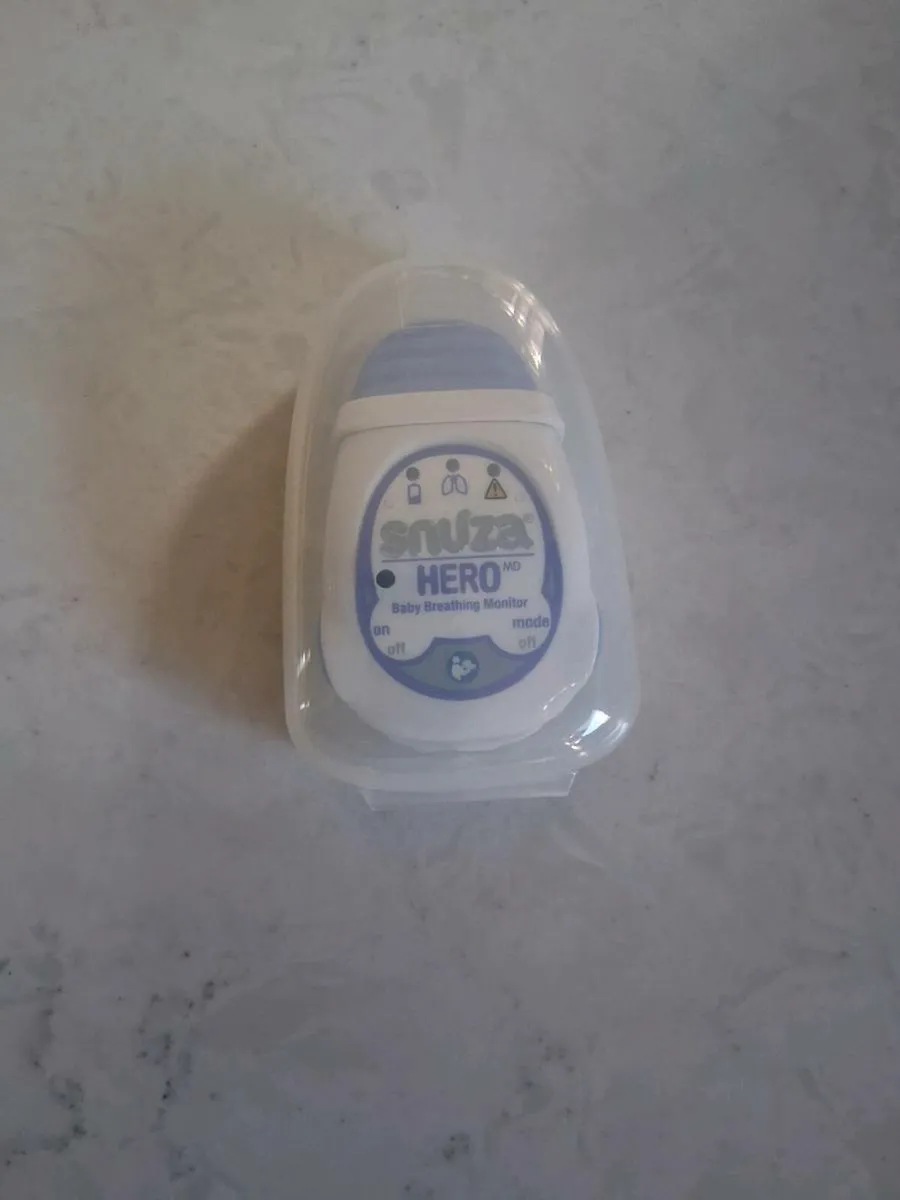 snuza®
HERO MD
Baby Breathing Monitor
on mode
off off